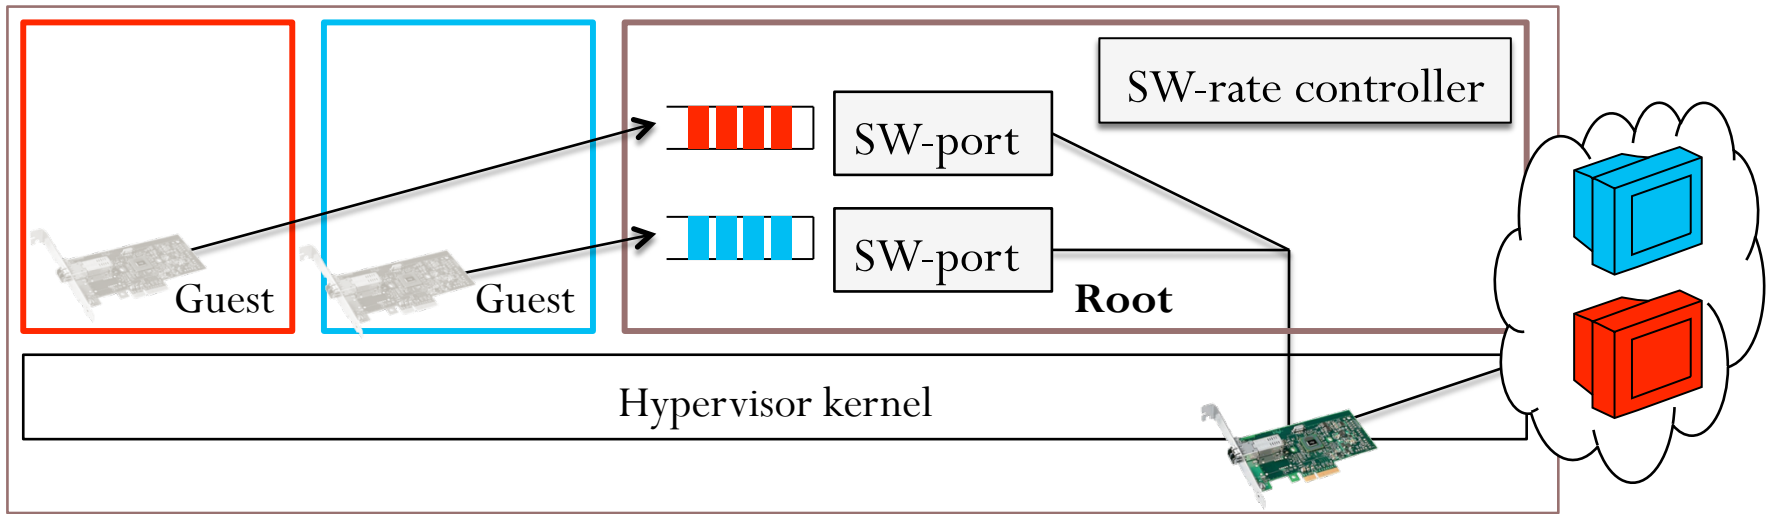 SW-rate controller
SW-port
SW-port
Guest
Guest
Root
Hypervisor kernel